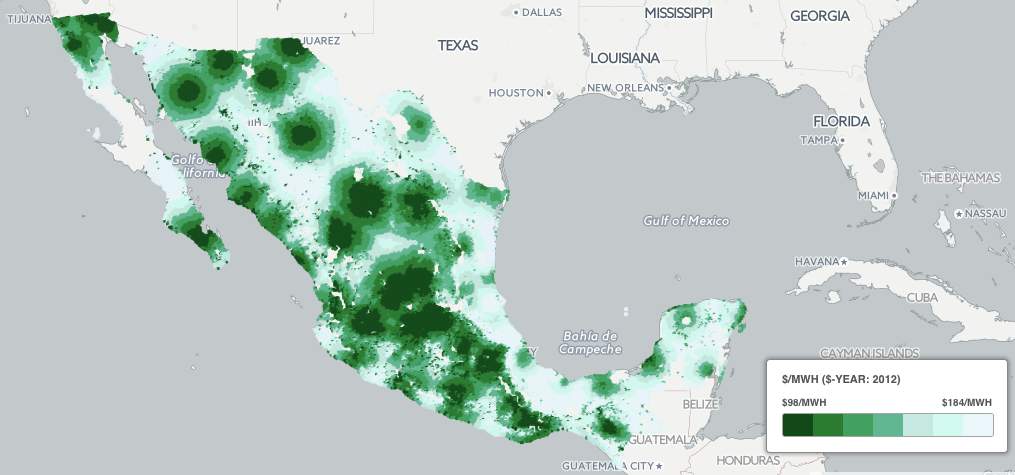 TIJUANA
JUAREZ
DALLAS
MISSISSIPPI
GEORGIA
TEXAS
LOUISIANA
HOUSTON
NEW ORLEANS
FLORIDA
TAMPA
Golfo
California
THE BAHAMAS
MIAMI
NASSAU
Gulf of Mexico
HAVANA
CUBA
Bahía de
Campeche
CAYMAN ISLANDS
$/MWH ($-YEAR: 2012)
$98/MWH $184/MWH
BELIZE
GUATEMALA
GUATEMALA CITY
HONDURAS